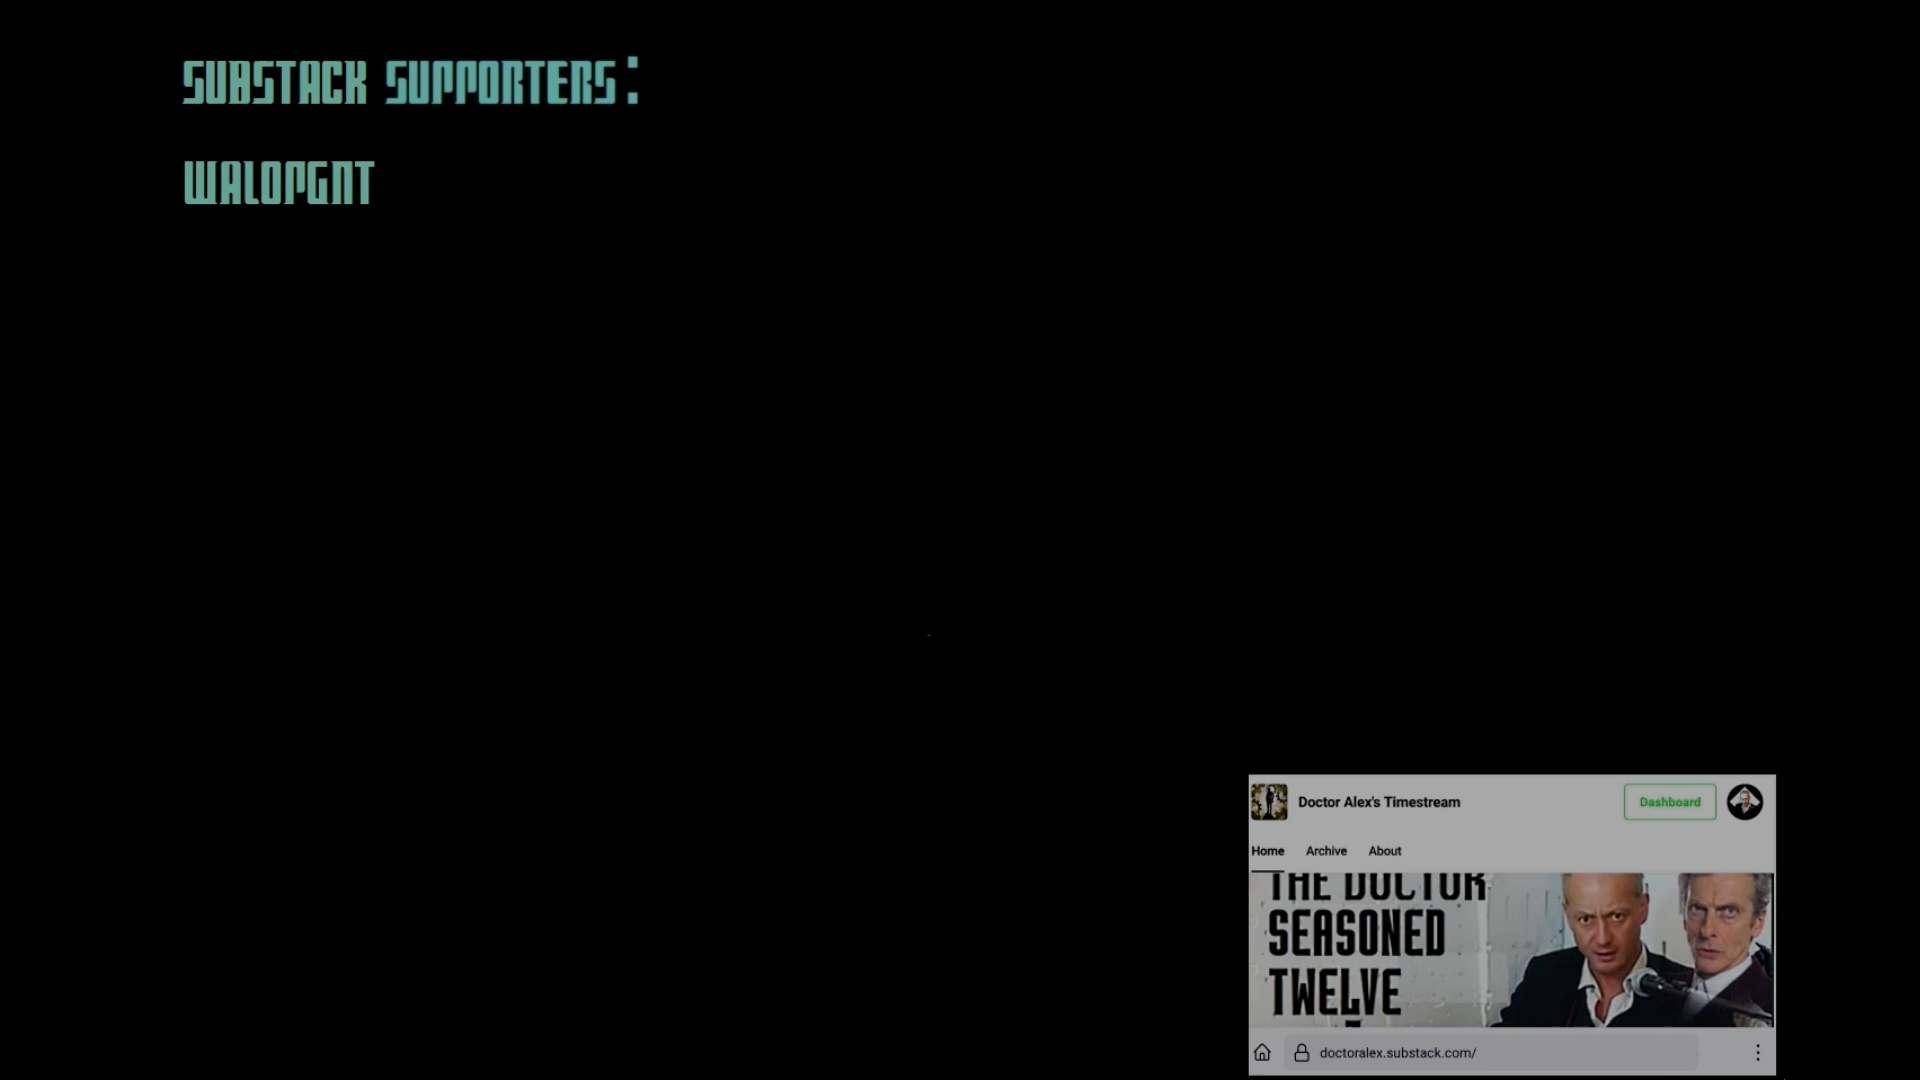 SUBSTACK SUPPORTERS:
WALOPGNT
Doctor Alex's Timestream
Dashboard
Home Archive About
THE DOCTOR
SEASONED
TWELVE
doctoralex.substack.com/